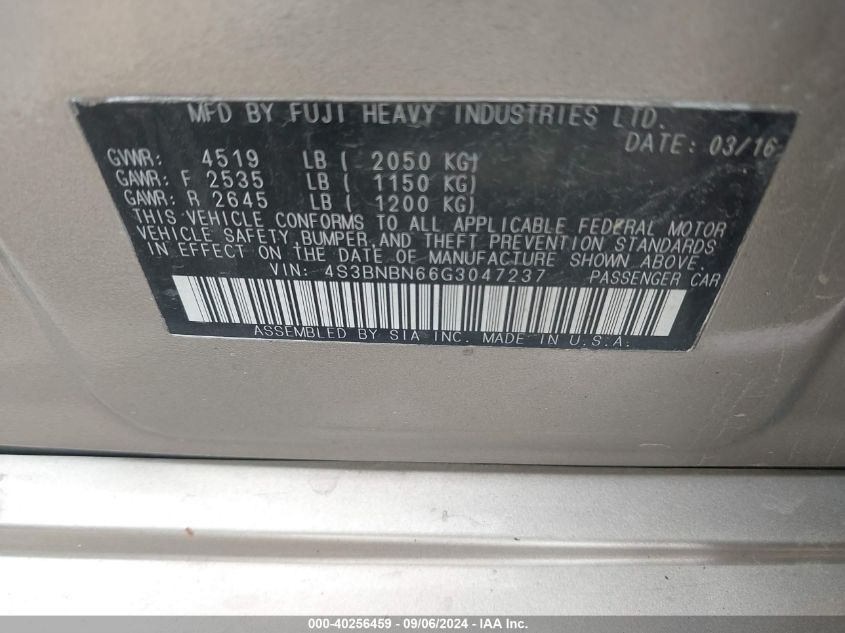 MFD BY FUJI HEAVY INDUSTRIES LTD.
DATE: 03/16
GVWR: 4519 LB ( 2050 KG)
GAWR: F 2535 LB ( 1150 KG)
GAWR: R 2645 LB ( 1200 KG)
THIS VEHICLE CONFORMS TO ALL APPLICABLE FEDERAL MOTOR
VEHICLE SAFETY, BUMPER, AND THEFT PREVENTION STANDARDS
IN EFFECT ON THE DATE OF MANUFACTURE SHOWN ABOVE.
VIN: 4S3BNBN66G3047237 PASSENGER CAR
ASSEMBLED BY SIA INC. MADE IN U.S.A.
000-40256459 - 09/06/2024 - IAA Inc.